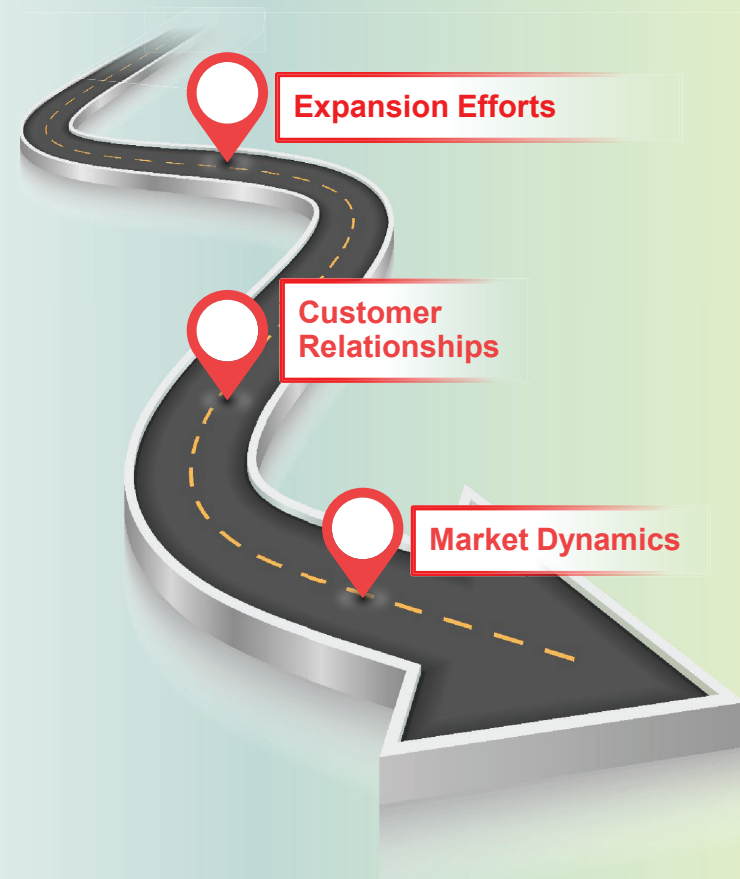 Expansion Efforts
Customer
Relationships
Market Dynamics